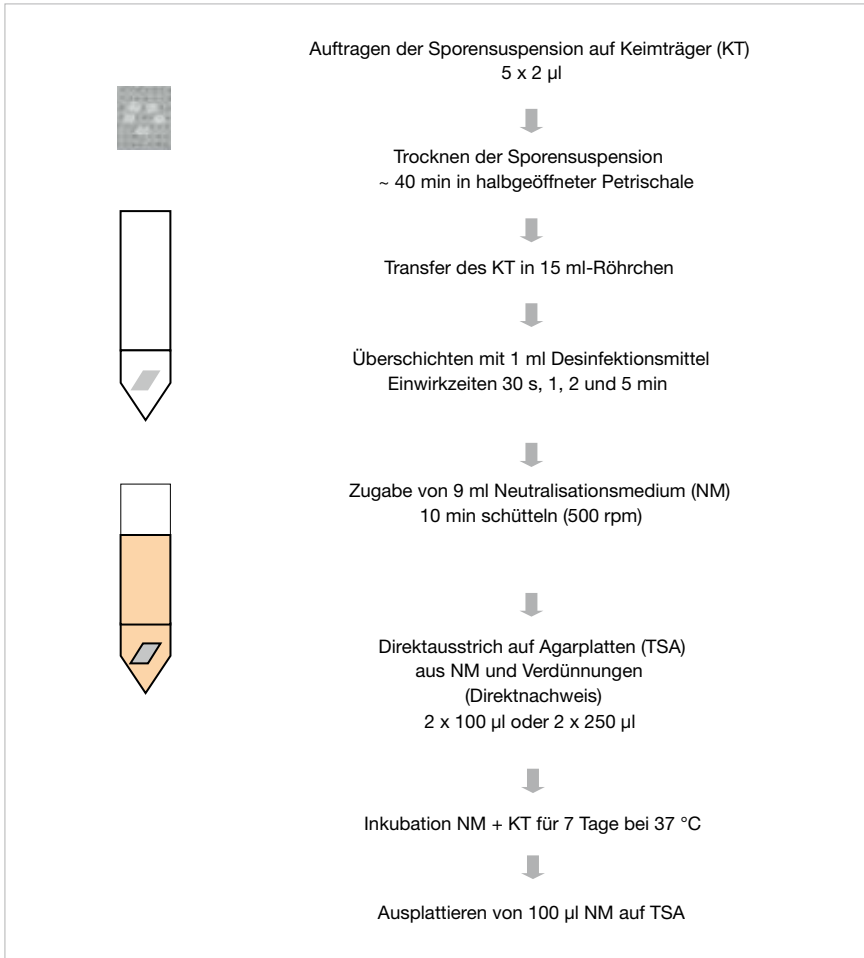 Auftragen der Sporensuspension auf Keimträger (KT)
5 x 2 µl
Trocknen der Sporensuspension
~ 40 min in halbgeöffneter Petrischale
Transfer des KT in 15 ml-Röhrchen
Überschichten mit 1 ml Desinfektionsmittel
Einwirkzeiten 30 s, 1, 2 und 5 min
Zugabe von 9 ml Neutralisationsmedium (NM)
10 min schütteln (500 rpm)
Direktausstrich auf Agarplatten (TSA)
aus NM und Verdünnungen
(Direktnachweis)
2 x 100 µl oder 2 x 250 µl
Inkubation NM + KT für 7 Tage bei 37 °C
Ausplattieren von 100 µl NM auf TSA